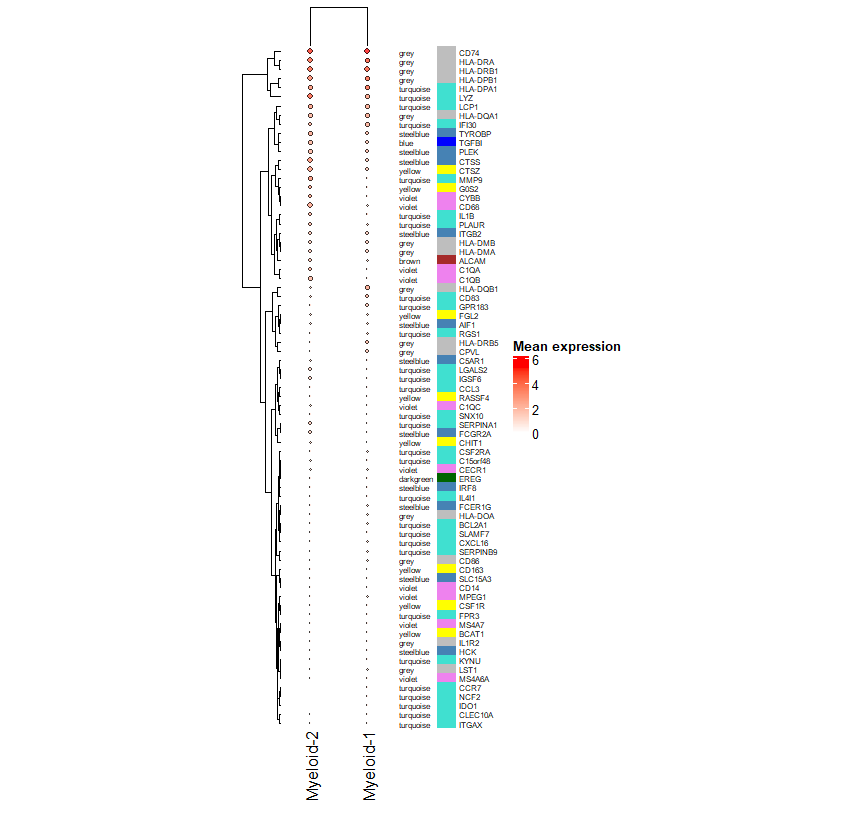 grey CD74
grey HLA-DRA
grey HLA-DRB1
grey HLA-DPB1
turquoise HLA-DPA1
turquoise LYZ
turquoise LCP1
grey HLA-DQA1
turquoise IFI30
steelblue TYROBP
blue TGFBI
steelblue PLEK
steelblue CTSS
yellow CTSZ
turquoise MMP9
yellow G0S2
violet CYBB
violet CD68
turquoise IL1B
turquoise PLAUR
steelblue ITGB2
grey HLA-DMB
grey HLA-DMA
brown ALCAM
violet C1QA
violet C1QB
grey HLA-DQB1
turquoise CD83
turquoise GPR183
yellow FGL2
steelblue AIF1
turquoise RGS1
grey HLA-DRB5
grey CPVL
steelblue C5AR1
turquoise LGALS2
turquoise IGSF6
turquoise CCL3
yellow RASSF4
violet C1QC
turquoise SNX10
turquoise SERPINA1
steelblue FCGR2A
yellow CHIT1
turquoise CSF2RA
turquoise C15orf48
violet CECR1
darkgreen EREG
steelblue IRF8
turquoise IL4I1
steelblue FCER1G
grey HLA-DOA
turquoise BCL2A1
turquoise SLAMF7
turquoise CXCL16
turquoise SERPINB9
grey CD86
yellow CD163
steelblue SLC15A3
violet CD14
violet MPEG1
yellow CSF1R
turquoise FPR3
violet MS4A7
yellow BCAT1
grey IL1R2
steelblue HCK
turquoise KYNU
grey LST1
violet MS4A6A
turquoise CCR7
turquoise NCF2
turquoise IDO1
turquoise CLEC10A
turquoise ITGAX
Myeloid-2
Myeloid-1
Mean expression
6
4
2
0